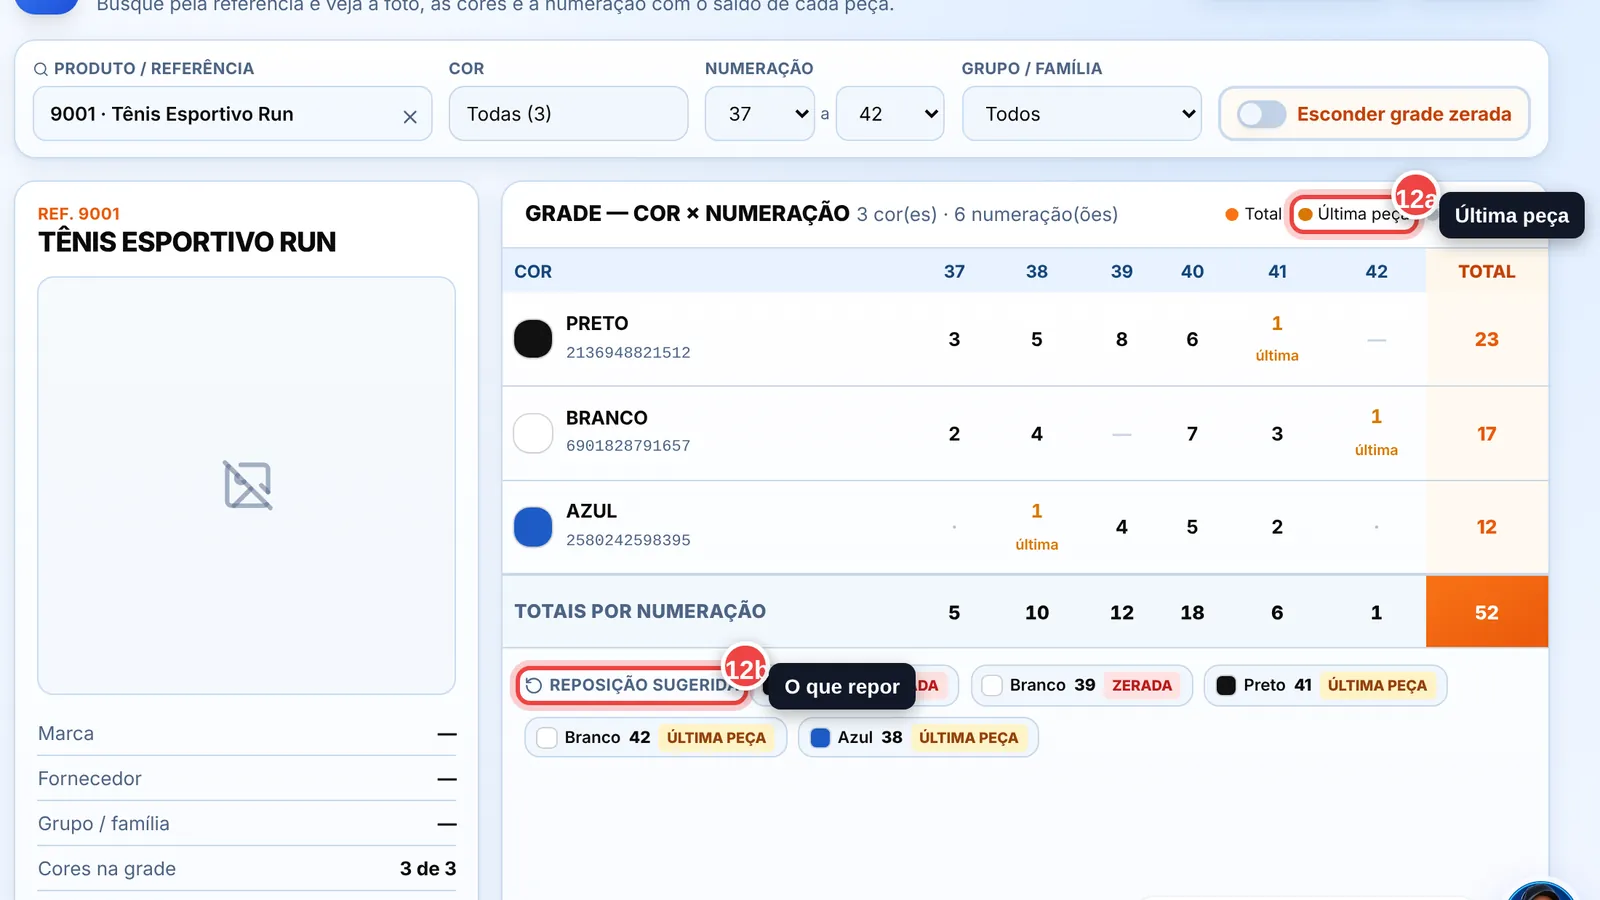 Busque pela referência e veja a foto, as cores e a numeração com o saldo de cada peça.
PRODUTO / REFERÊNCIA
COR
NUMERAÇÃO
GRUPO / FAMÍLIA
9001 · Tênis Esportivo Run
Todas (3)
37 a 42
Todos
Esconder grade zerada
REF. 9001
TÊNIS ESPORTIVO RUN
Marca —
Fornecedor —
Grupo / família —
Cores na grade 3 de 3
GRADE — COR × NUMERAÇÃO 3 cor(es) · 6 numeração(ões)
Total
Última peça
12a
Última peça
COR 37 38 39 40 41 42 TOTAL
PRETO 3 5 8 6 1 última — 23
2136948821512
BRANCO 2 4 — 7 3 1 última 17
6901828791657
AZUL · 1 última 4 5 2 · 12
2580242598395
TOTAIS POR NUMERAÇÃO 5 10 12 18 6 1 52
REPOSIÇÃO SUGERIDA
12b
O que repor
Branco 39 ZERADA
Preto 41 ÚLTIMA PEÇA
Branco 42 ÚLTIMA PEÇA
Azul 38 ÚLTIMA PEÇA